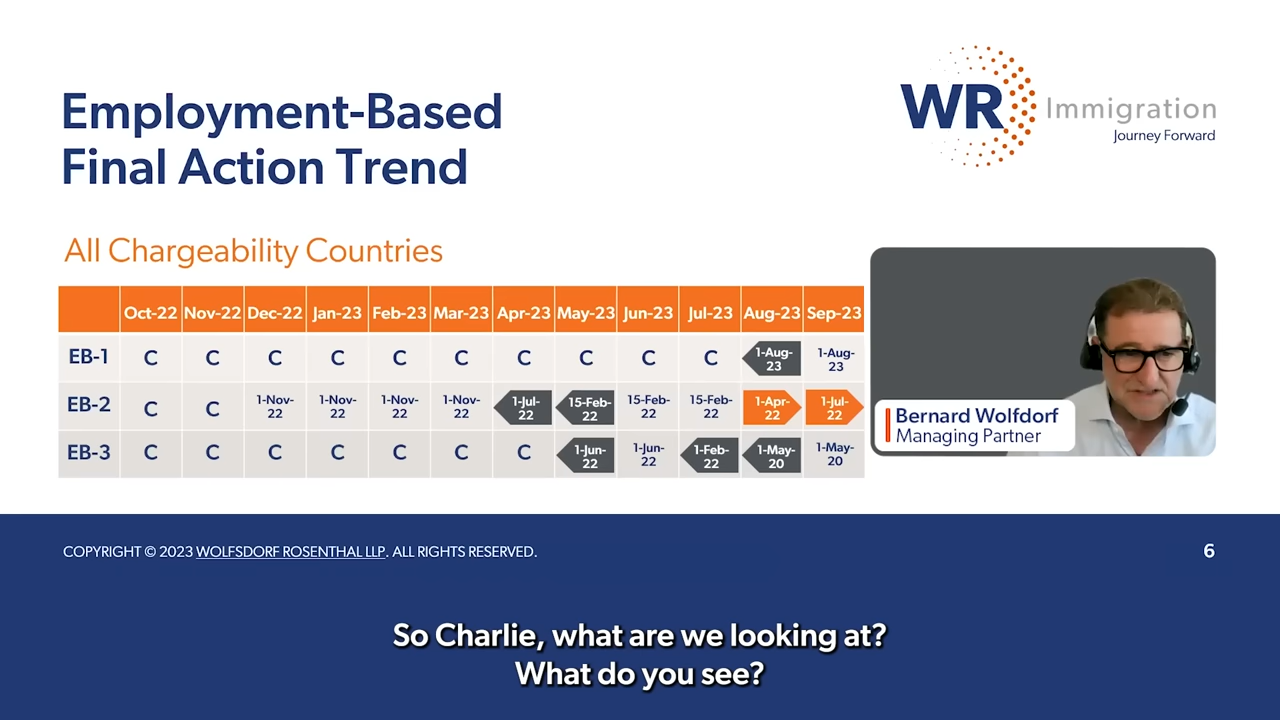 Employment-Based
Final Action Trend
WR Immigration
Journey Forward
All Chargeability Countries
Oct-22 Nov-22 Dec-22 Jan-23 Feb-23 Mar-23 Apr-23 May-23 Jun-23 Jul-23 Aug-23 Sep-23
EB-1 C C C C C C C C C C 1-Aug-23 1-Aug-23
EB-2 C C 1-Nov-22 1-Nov-22 1-Nov-22 1-Nov-22 1-Jul-22 15-Feb-22 15-Feb-22 15-Feb-22 1-Apr-22 1-Jul-22
EB-3 C C C C C C C 1-Jun-22 1-Jun-22 1-Feb-22 1-May-20 1-May-20
Bernard Wolfdorf
Managing Partner
COPYRIGHT © 2023 WOLFSDORF ROSENTHAL LLP. ALL RIGHTS RESERVED.
6
So Charlie, what are we looking at?
What do you see?